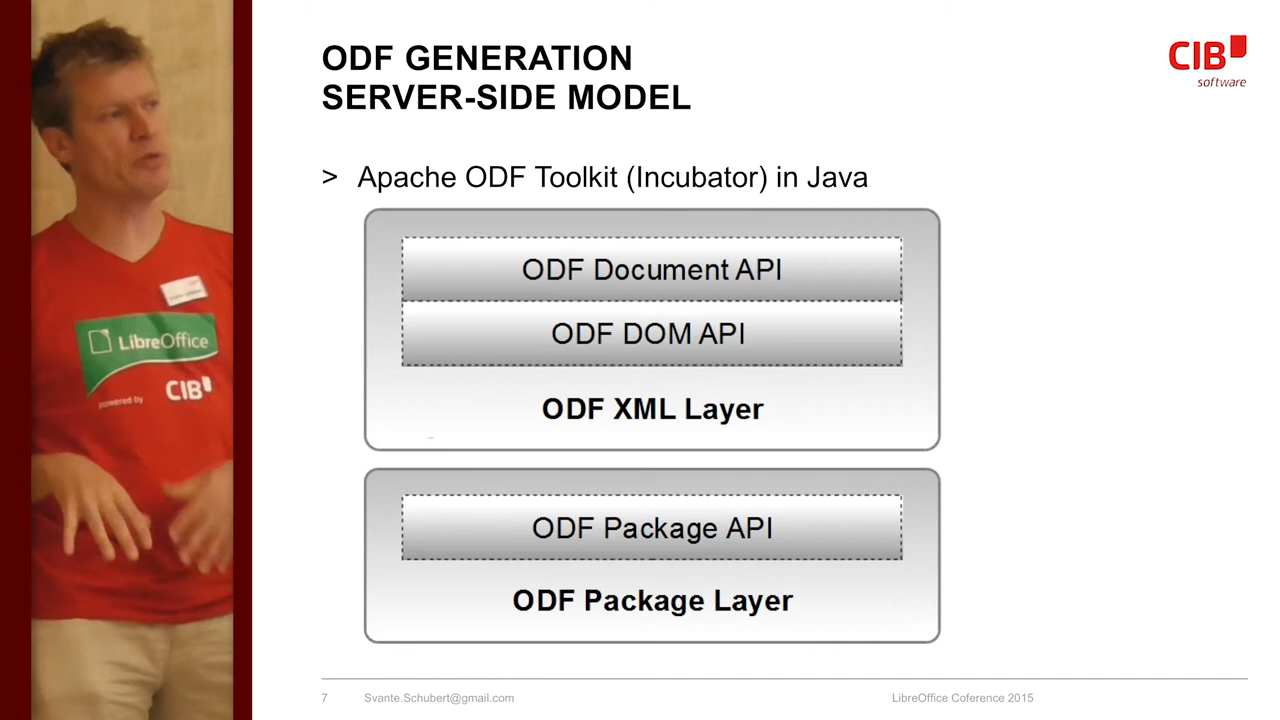 ODF GENERATION
SERVER-SIDE MODEL
CIB
software
> Apache ODF Toolkit (Incubator) in Java
ODF Document API
ODF DOM API
ODF XML Layer
ODF Package API
ODF Package Layer
LibreOffice
powered by CIB
7 Svante.Schubert@gmail.com LibreOffice Coference 2015